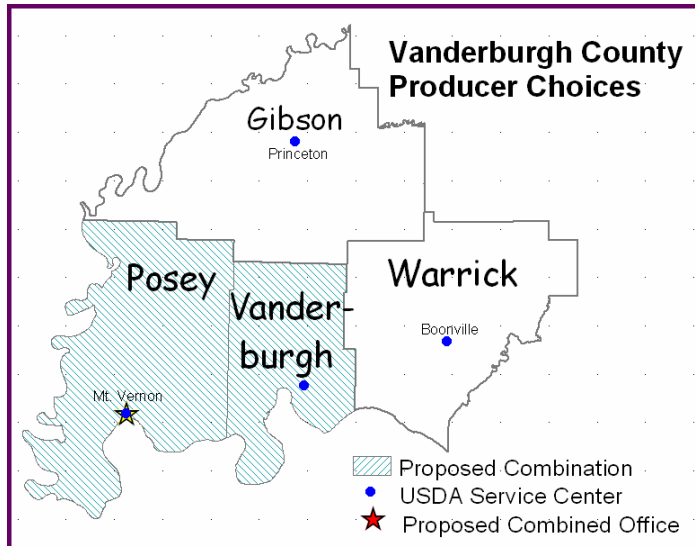 Vanderburgh County
Producer Choices
Gibson
Princeton
Posey
Warrick
Vander-
burgh
Boonville
Mt. Vernon
Proposed Combination
USDA Service Center
Proposed Combined Office